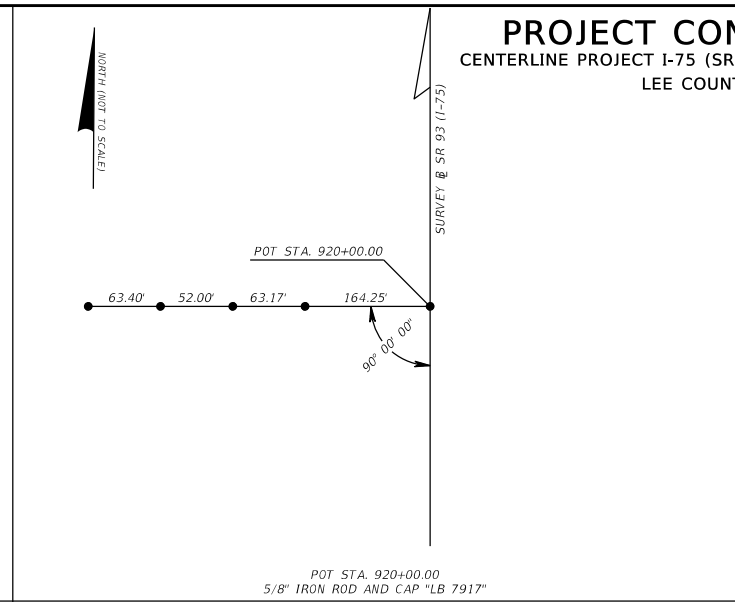 PROJECT CON
CENTERLINE PROJECT I-75 (SR
LEE COUNT
NORTH (NOT TO SCALE)
SURVEY ℄ SR 93 (I-75)
POT STA. 920+00.00
63.40' 52.00' 63.17' 164.25'
90° 00' 00"
POT STA. 920+00.00
5/8" IRON ROD AND CAP "LB 7917"